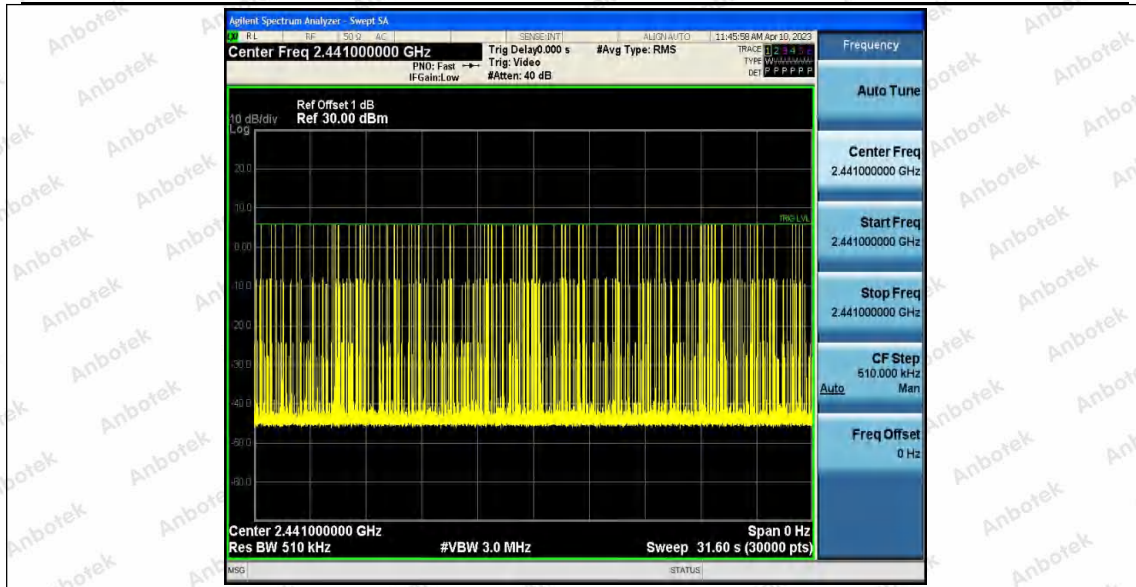 Agilent Spectrum Analyzer - Swept SA
RL RF 50 Ω AC SENSE:INT ALIGN AUTO 11:45:58 AM Apr 10, 2023
Center Freq 2.441000000 GHz
PNO: Fast
IFGain:Low
Trig Delay0.000 s
Trig: Video
#Atten: 40 dB
#Avg Type: RMS
TRACE 1 2 3 4 5 6
TYPE W
DET P P P P P P
Ref Offset 1 dB
10 dB/div Ref 30.00 dBm
Log
20.0
10.0
TRIG LVL
0.00
-10.0
-20.0
-30.0
-40.0
-50.0
-60.0
Center 2.441000000 GHz Span 0 Hz
Res BW 510 kHz #VBW 3.0 MHz Sweep 31.60 s (30000 pts)
MSG STATUS
Frequency
Auto Tune
Center Freq
2.441000000 GHz
Start Freq
2.441000000 GHz
Stop Freq
2.441000000 GHz
CF Step
510.000 kHz
Auto Man
Freq Offset
0 Hz
Anbotek